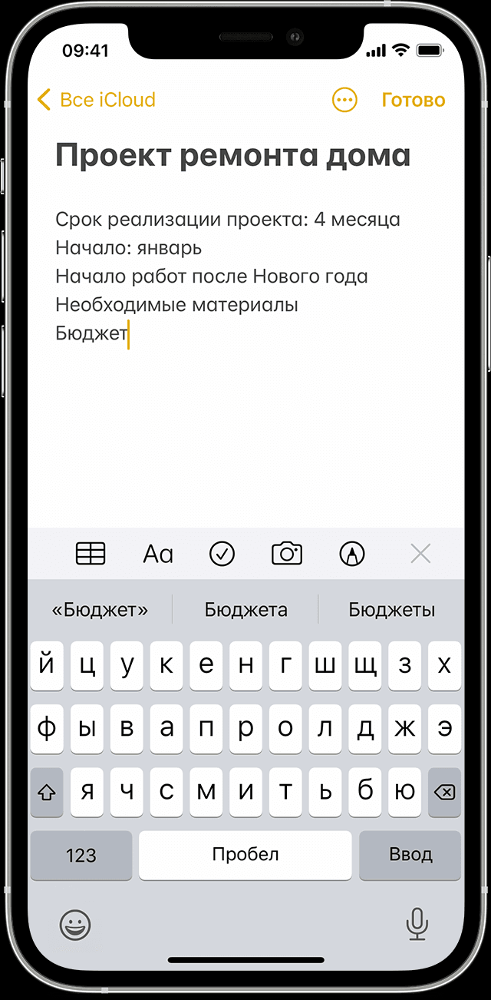 09:41
Все iCloud
Готово
Проект ремонта дома
Срок реализации проекта: 4 месяца
Начало: январь
Начало работ после Нового года
Необходимые материалы
Бюджет
Aa
«Бюджет» Бюджета Бюджеты
й ц у к е н г ш щ з х
ф ы в а п р о л д ж э
я ч с м и т ь б ю
123 Пробел Ввод